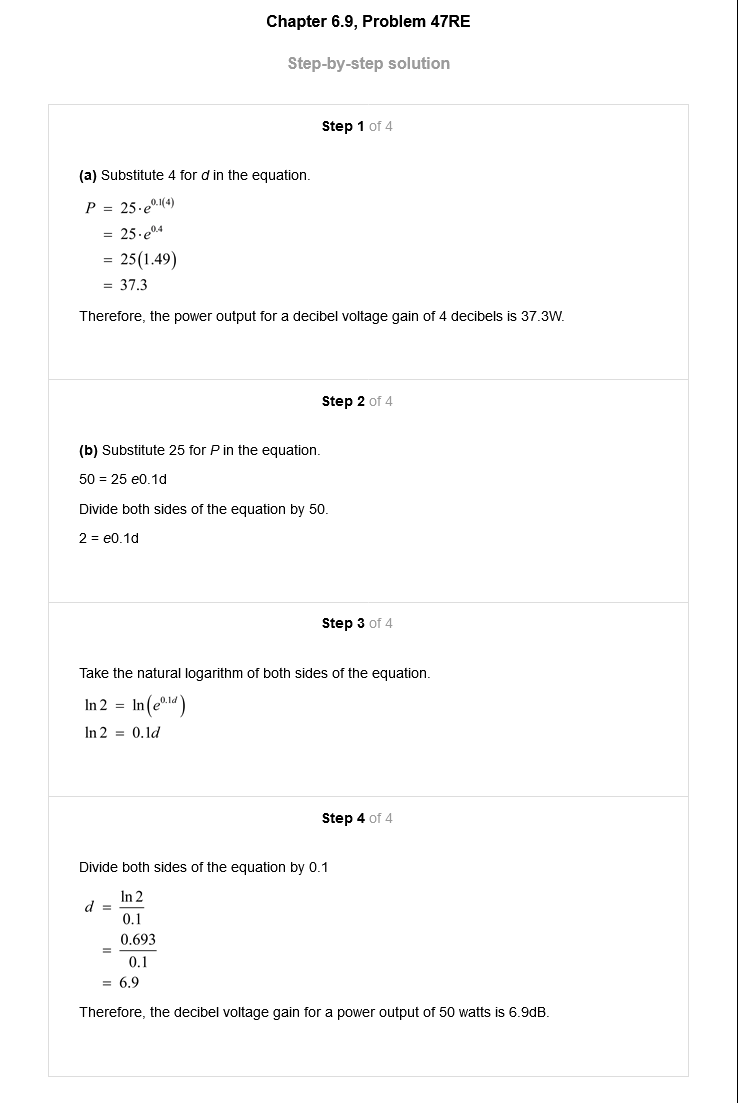 Chapter 6.9, Problem 47RE
Step-by-step solution
Step 1 of 4
(a) Substitute 4 for d in the equation.
P = 25·e^0.1(4)
= 25·e^0.4
= 25(1.49)
= 37.3
Therefore, the power output for a decibel voltage gain of 4 decibels is 37.3W.
Step 2 of 4
(b) Substitute 25 for P in the equation.
50 = 25 e0.1d
Divide both sides of the equation by 50.
2 = e0.1d
Step 3 of 4
Take the natural logarithm of both sides of the equation.
ln 2 = ln(e^0.1d)
ln 2 = 0.1d
Step 4 of 4
Divide both sides of the equation by 0.1
d = ln 2 / 0.1
= 0.693 / 0.1
= 6.9
Therefore, the decibel voltage gain for a power output of 50 watts is 6.9dB.